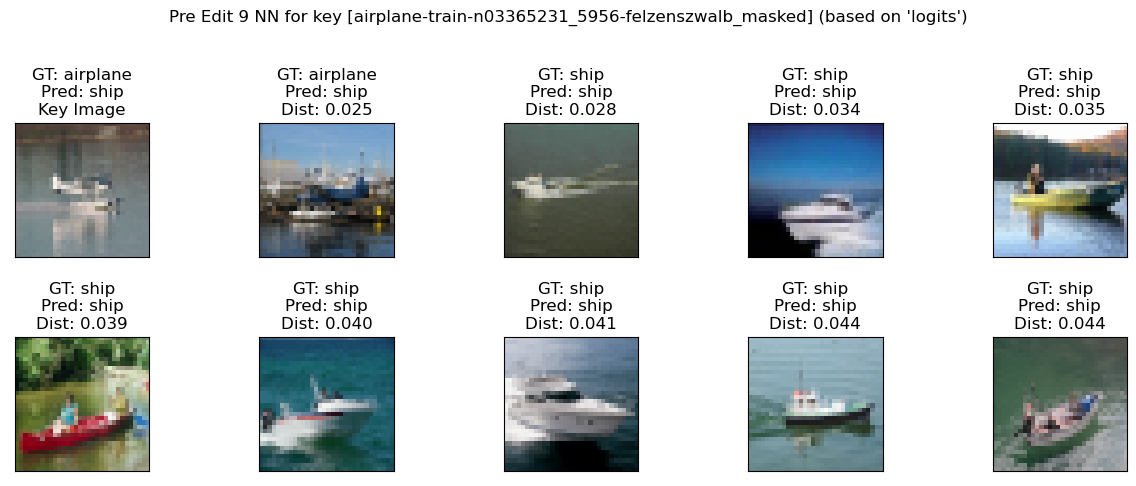 Pre Edit 9 NN for key [airplane-train-n03365231_5956-felzenszwalb_masked] (based on 'logits')
GT: airplane
Pred: ship
Key Image
GT: airplane
Pred: ship
Dist: 0.025
GT: ship
Pred: ship
Dist: 0.028
GT: ship
Pred: ship
Dist: 0.034
GT: ship
Pred: ship
Dist: 0.035
GT: ship
Pred: ship
Dist: 0.039
GT: ship
Pred: ship
Dist: 0.040
GT: ship
Pred: ship
Dist: 0.041
GT: ship
Pred: ship
Dist: 0.044
GT: ship
Pred: ship
Dist: 0.044